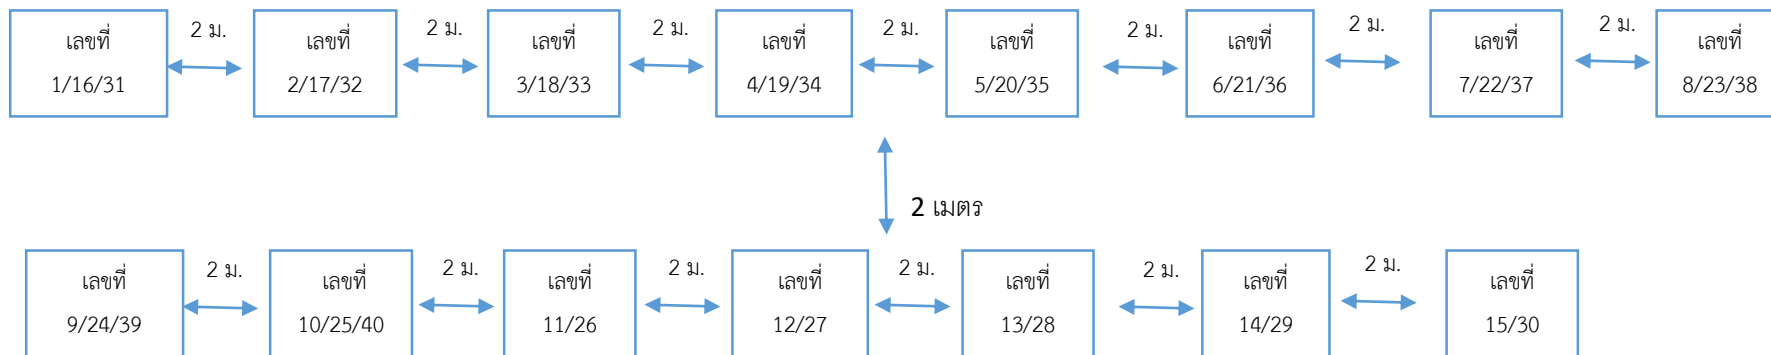 เลขที่ 2 ม. เลขที่ 2 ม. เลขที่ 2 ม. เลขที่ 2 ม. เลขที่ 2 ม. เลขที่ 2 ม. เลขที่ 2 ม. เลขที่
1/16/31 2/17/32 3/18/33 4/19/34 5/20/35 6/21/36 7/22/37 8/23/38
2 เมตร
เลขที่ 2 ม. เลขที่ 2 ม. เลขที่ 2 ม. เลขที่ 2 ม. เลขที่ 2 ม. เลขที่ 2 ม. เลขที่
9/24/39 10/25/40 11/26 12/27 13/28 14/29 15/30